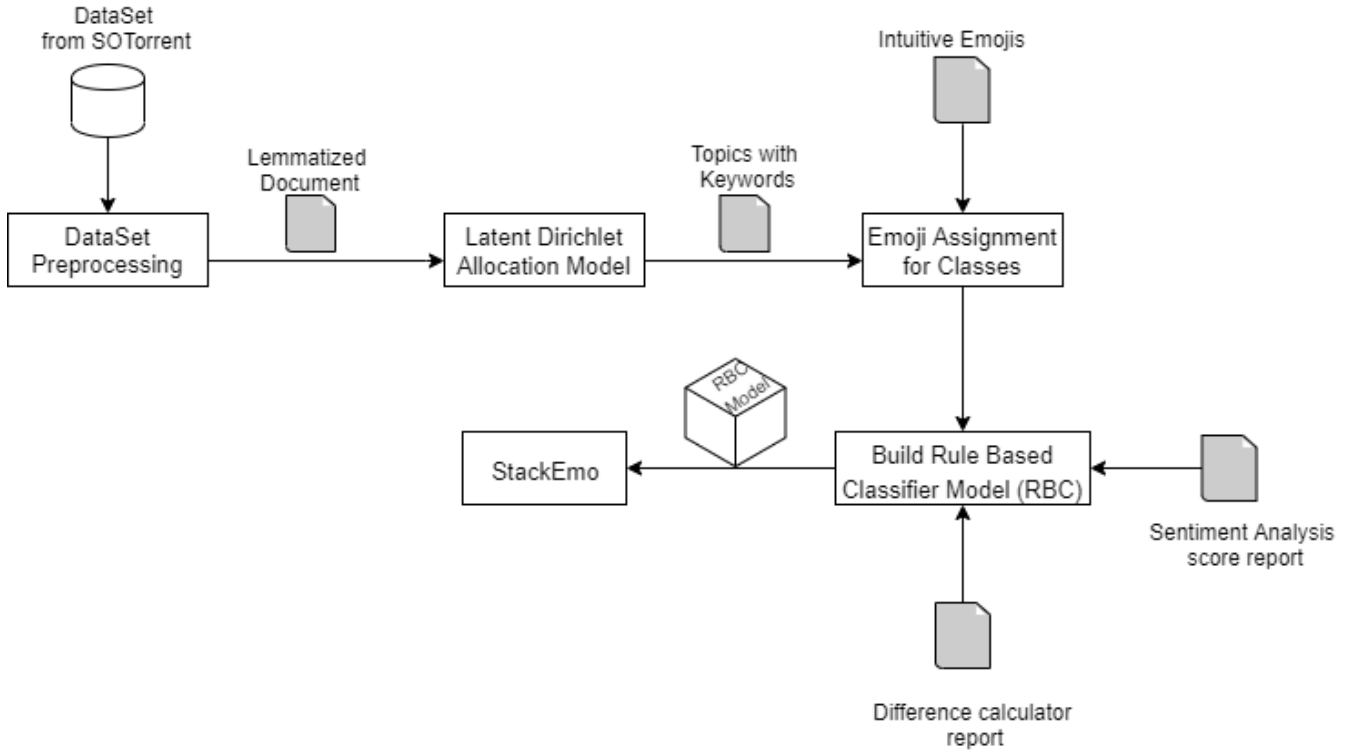 DataSet
from SOTorrent
Intuitive Emojis
Lemmatized
Document
Topics with
Keywords
DataSet
Preprocessing
Latent Dirichlet
Allocation Model
Emoji Assignment
for Classes
RBC
Model
StackEmo
Build Rule Based
Classifier Model (RBC)
Sentiment Analysis
score report
Difference calculator
report